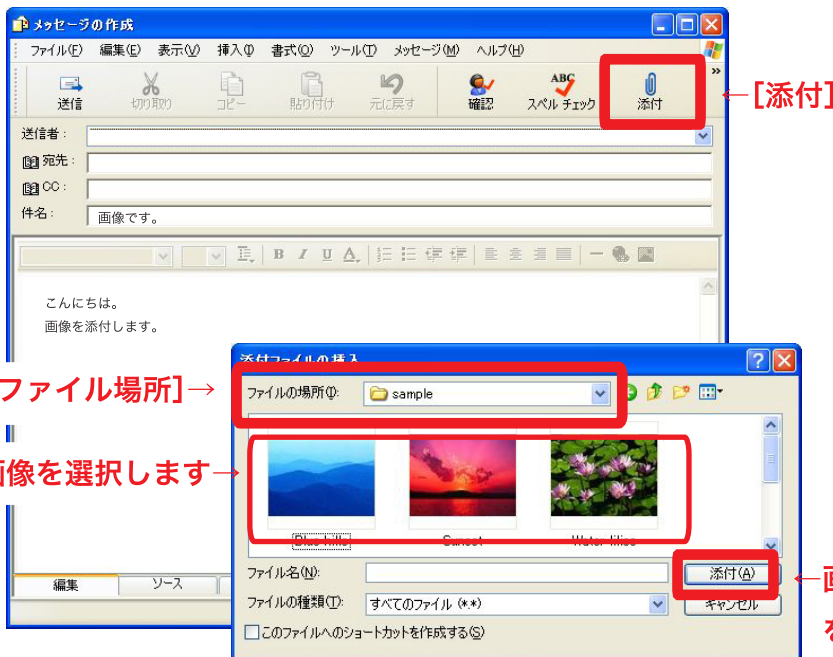 メッセージの作成
ファイル(F) 編集(E) 表示(V) 挿入(I) 書式(O) ツール(T) メッセージ(M) ヘルプ(H)
送信 切り取り コピー 貼り付け 元に戻す 確認 ABC スペル チェック 添付 »
←[添付]
送信者:
宛先:
CC:
件名: 画像です。
B I U A
こんにちは。
画像を添付します。
添付ファイルの挿入
ファイル場所]→
ファイルの場所(I): sample
像を選択します→
Blue hills Sunset Water lilies
ファイル名(N): 添付(A)
ファイルの種類(T): すべてのファイル (*.*) キャンセル
このファイルへのショートカットを作成する(S)
編集 ソース